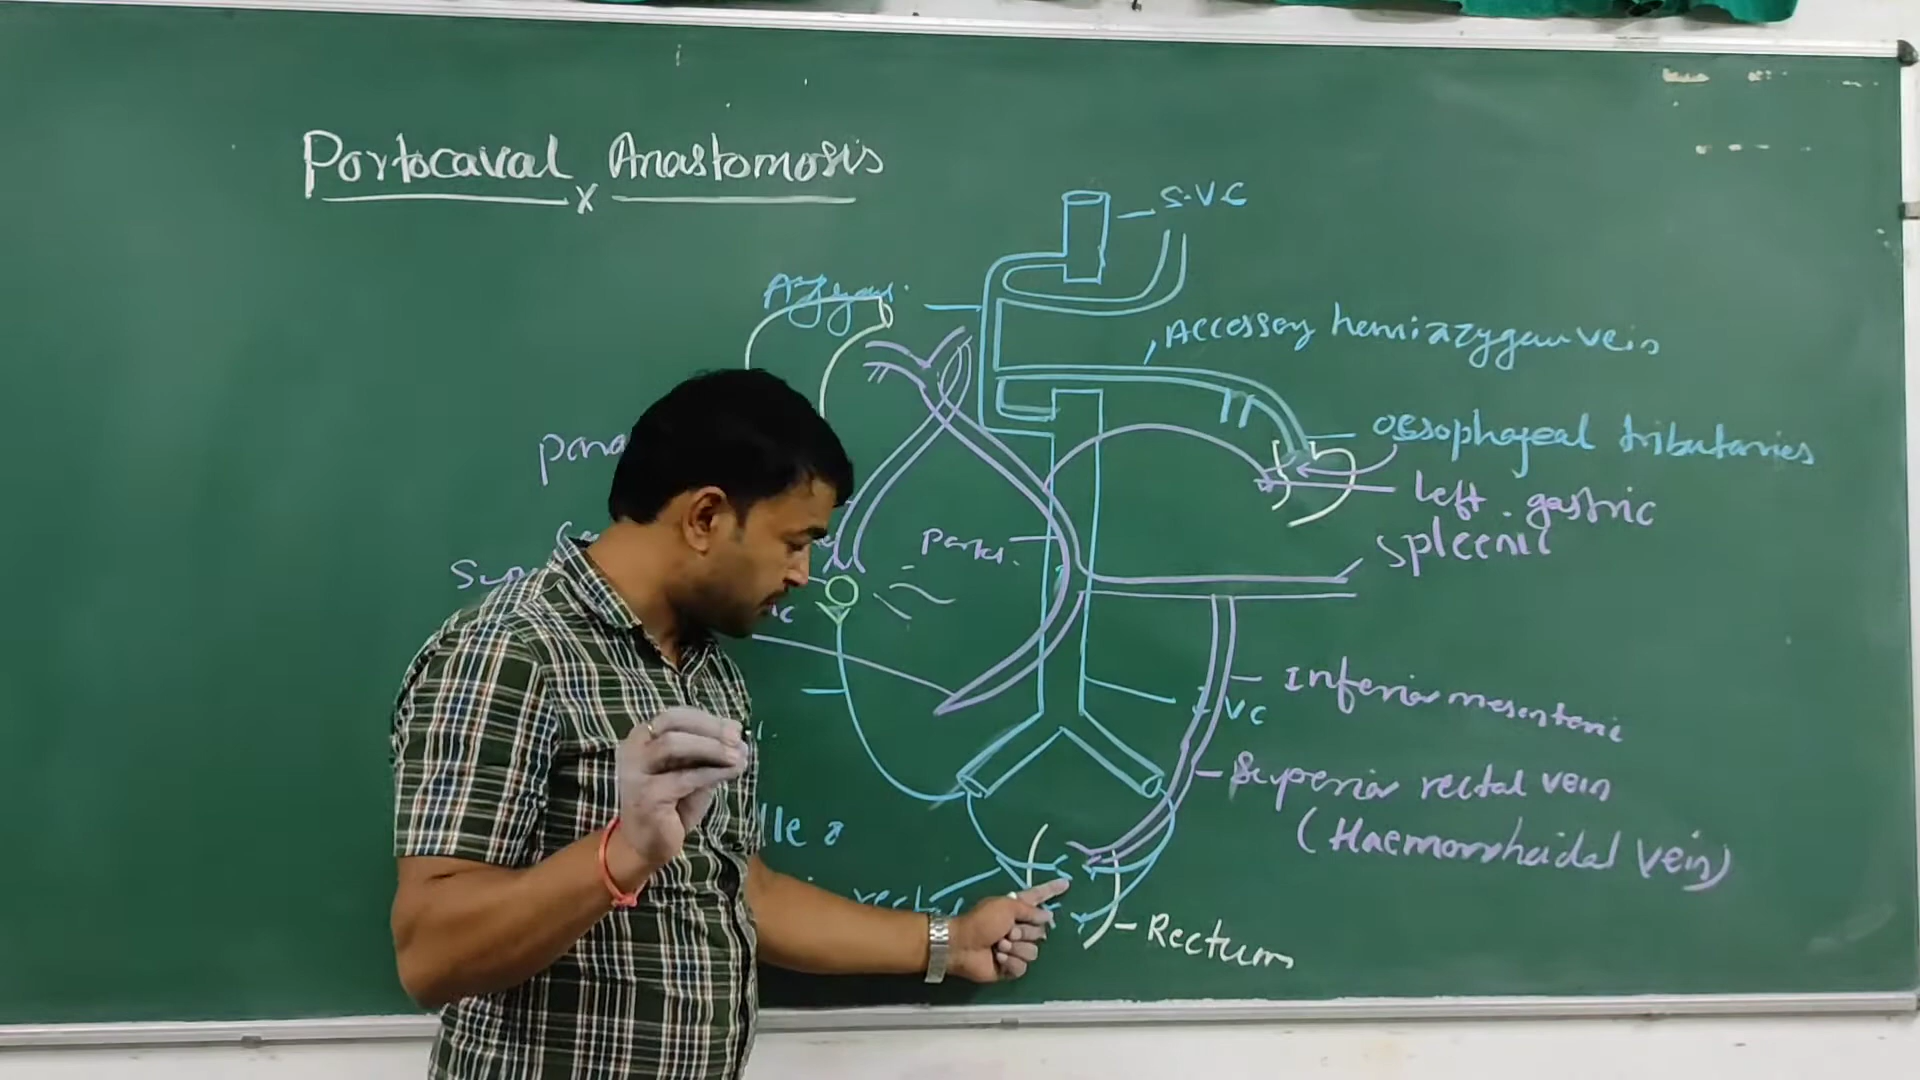 Portocaval Anastomosis
S.V.C
Azygous.
Accessory hemiazygous vein
Oesophageal tributaries
left. gastric
spleenic
Portal.
Inferior mesenteric
IVC
Superior rectal vein
(Haemorrhoidal vein)
Rectum